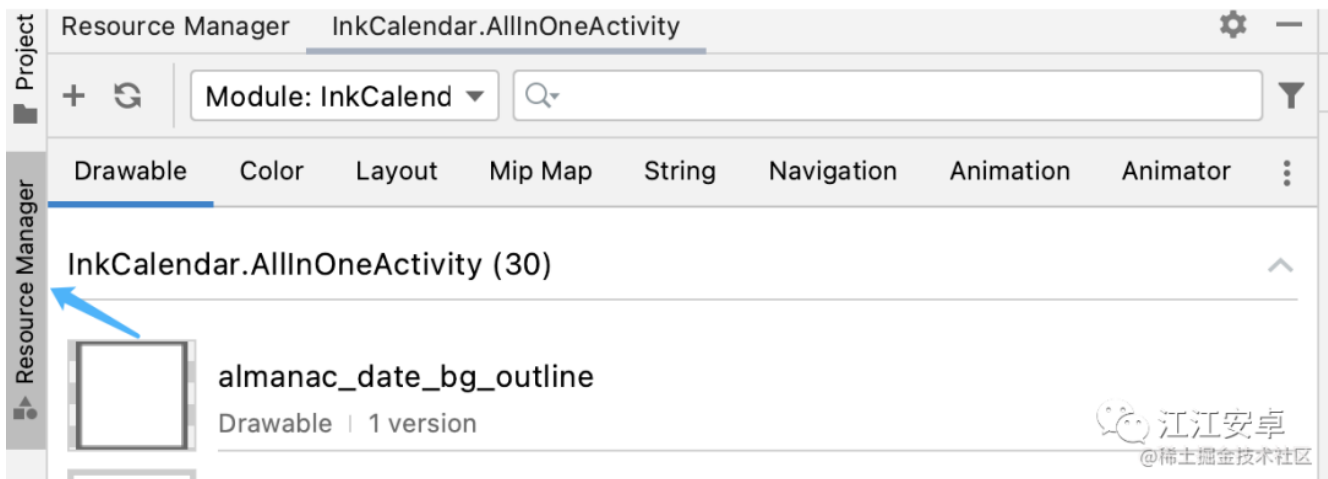 Project
Resource Manager
Resource Manager InkCalendar.AllInOneActivity
Module: InkCalend
Drawable Color Layout Mip Map String Navigation Animation Animator
InkCalendar.AllInOneActivity (30)
almanac_date_bg_outline
Drawable 1 version
江江安卓
@稀土掘金技术社区